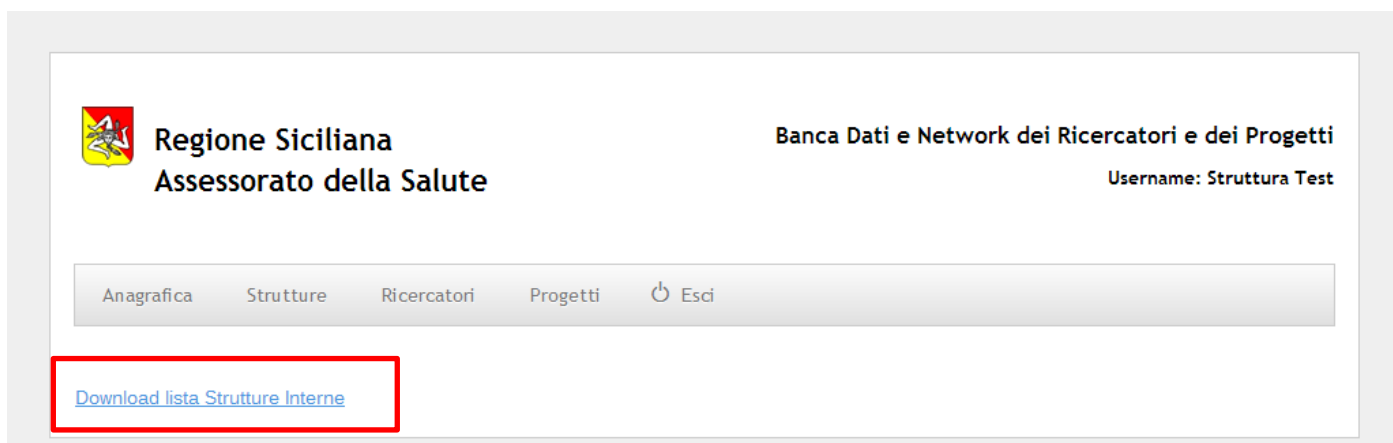 Regione Siciliana
Assessorato della Salute
Banca Dati e Network dei Ricercatori e dei Progetti
Username: Struttura Test
Anagrafica Strutture Ricercatori Progetti Esci
Download lista Strutture Interne